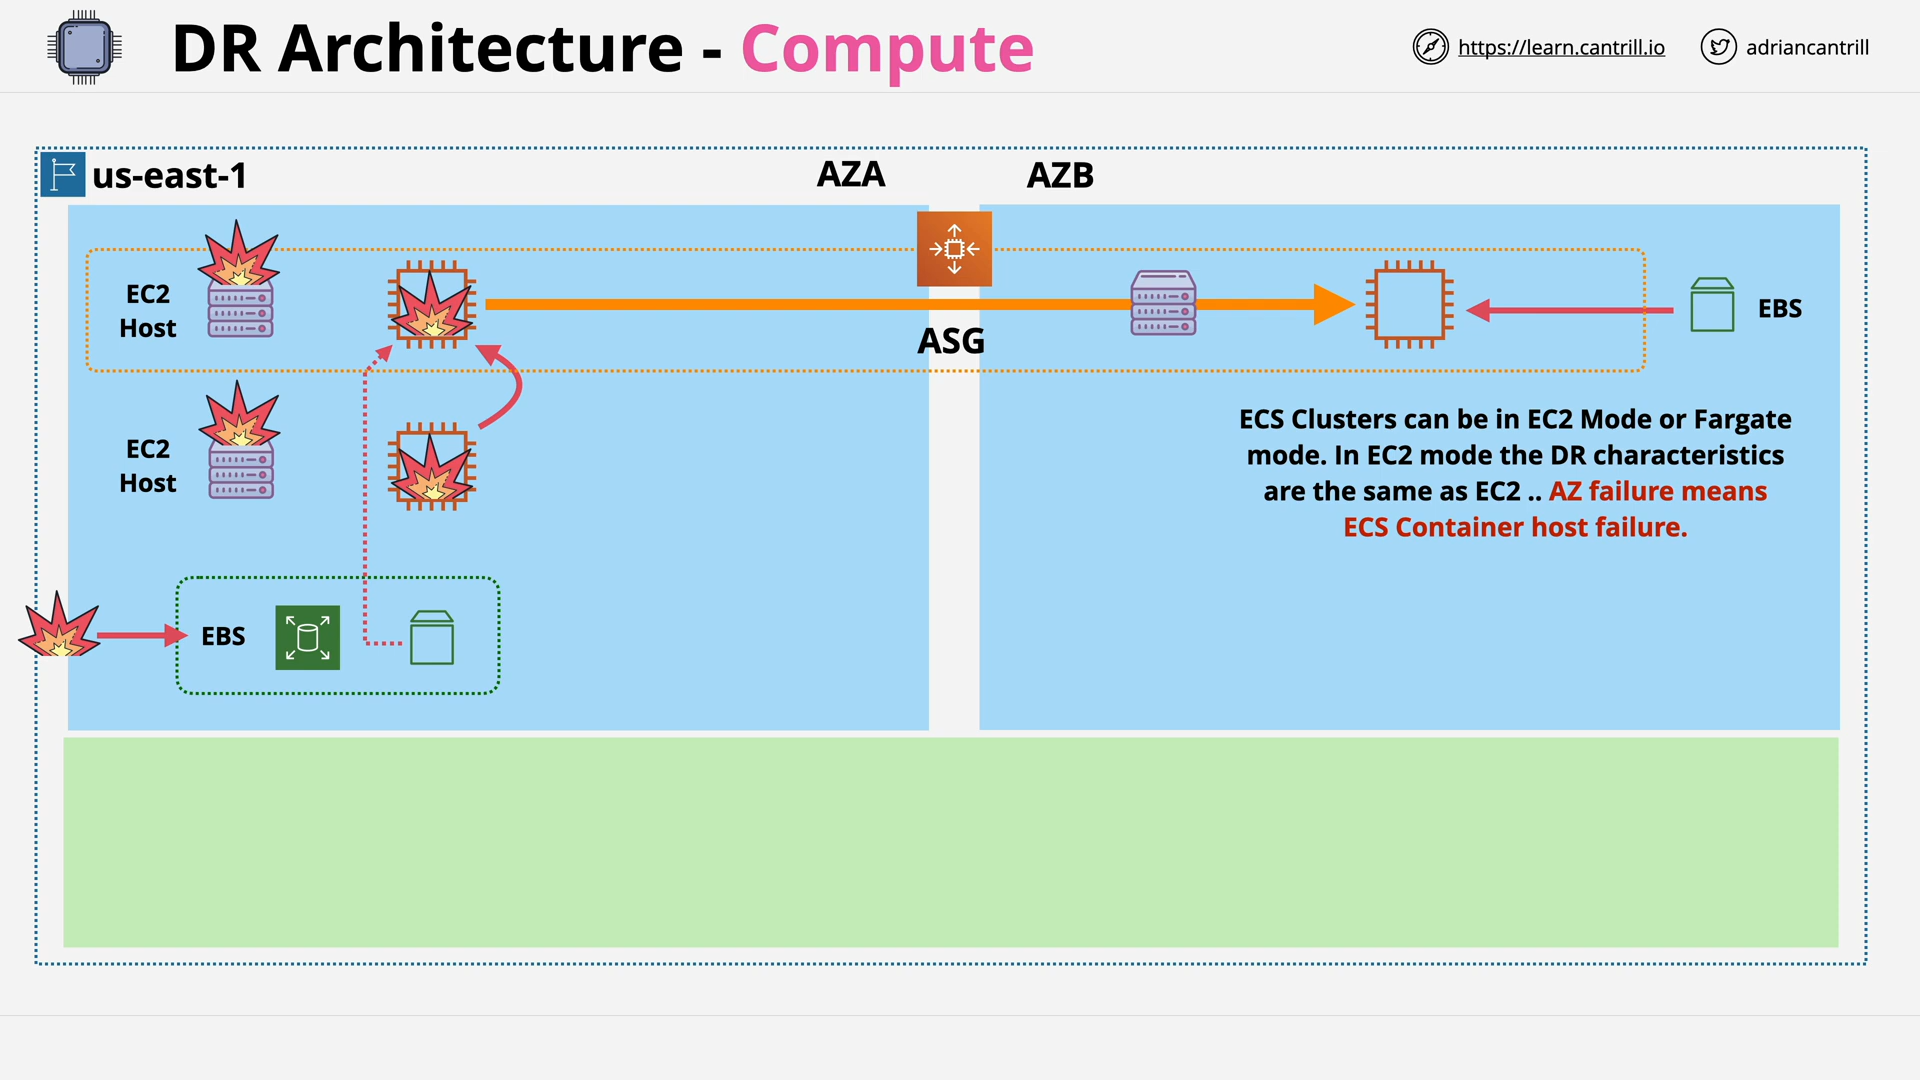 DR Architecture - Compute
https://learn.cantrill.io
adriancantrill
us-east-1
AZA
AZB
EC2
Host
ASG
EBS
EC2
Host
ECS Clusters can be in EC2 Mode or Fargate
mode. In EC2 mode the DR characteristics
are the same as EC2 .. AZ failure means
ECS Container host failure.
EBS